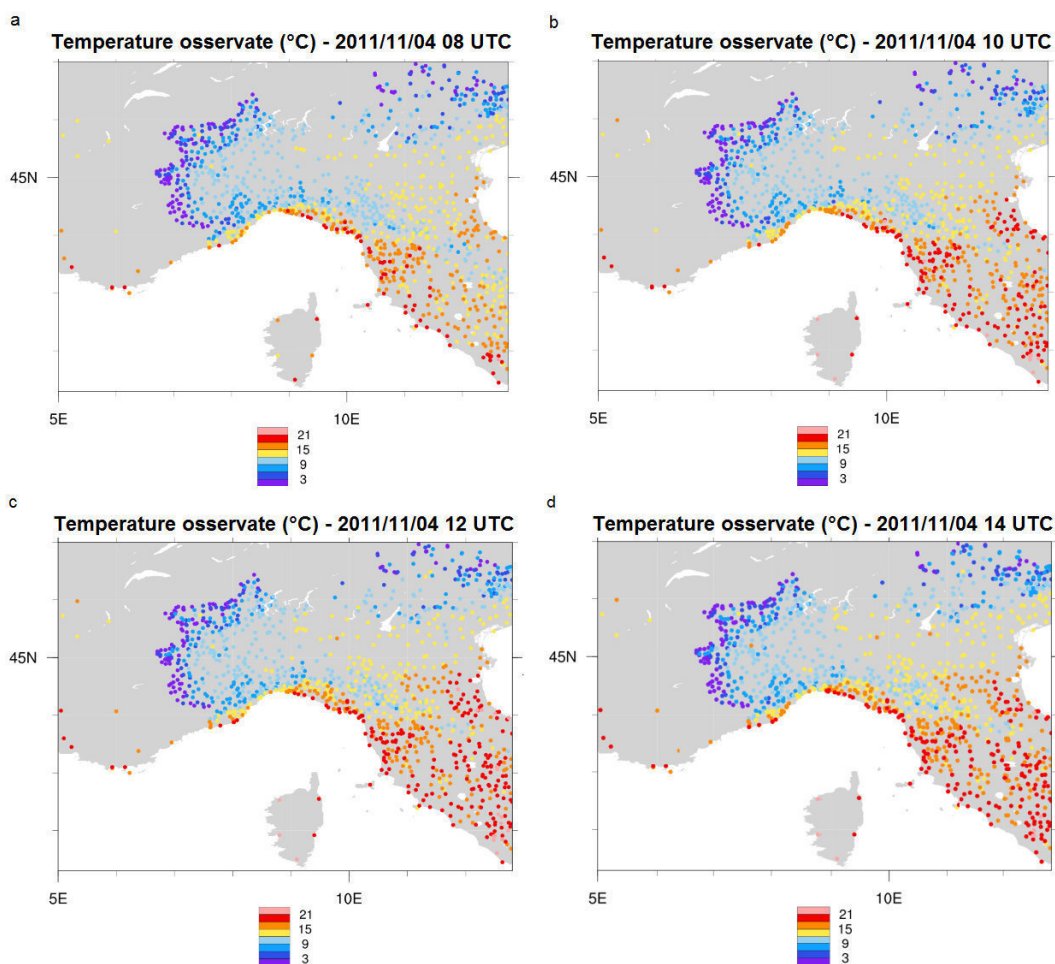 a
Temperature osservate (°C) - 2011/11/04 08 UTC
45N
5E 10E
21
15
9
3
b
Temperature osservate (°C) - 2011/11/04 10 UTC
45N
5E 10E
21
15
9
3
c
Temperature osservate (°C) - 2011/11/04 12 UTC
45N
5E 10E
21
15
9
3
d
Temperature osservate (°C) - 2011/11/04 14 UTC
45N
5E 10E
21
15
9
3